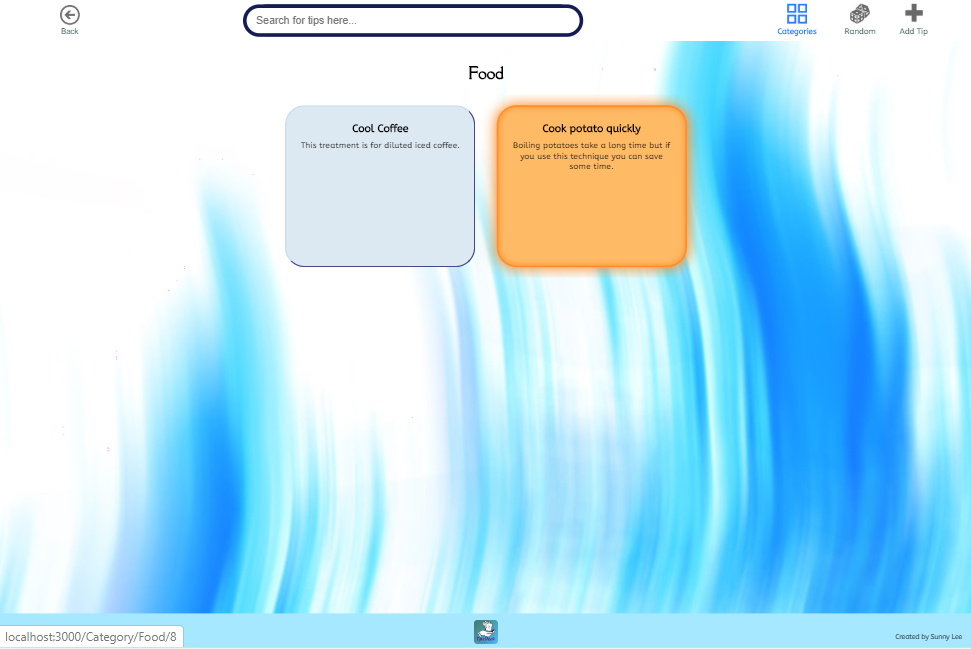 Back
Search for tips here...
Categories
Random
Add Tip
Food
Cool Coffee
This treatment is for diluted iced coffee.
Cook potato quickly
Boiling potatoes take a long time but if
you use this technique you can save
some time.
localhost:3000/Category/Food/8
Created by Sunny Lee